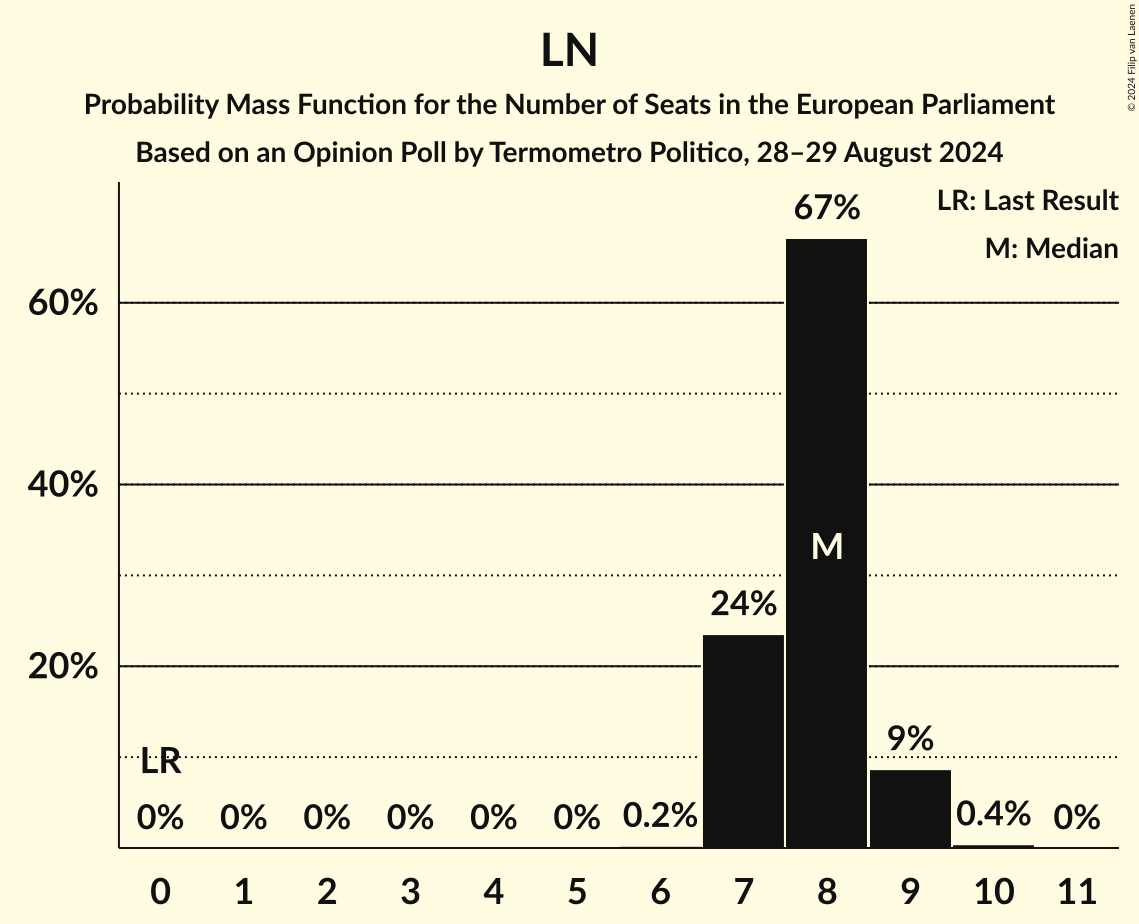 LN
Probability Mass Function for the Number of Seats in the European Parliament
Based on an Opinion Poll by Termometro Politico, 28–29 August 2024
© 2024 Filip van Laenen
LR: Last Result
M: Median
67%
60%
40%
M
24%
20%
9%
LR
0% 0% 0% 0% 0% 0% 0.2% 0.4% 0%
0 1 2 3 4 5 6 7 8 9 10 11